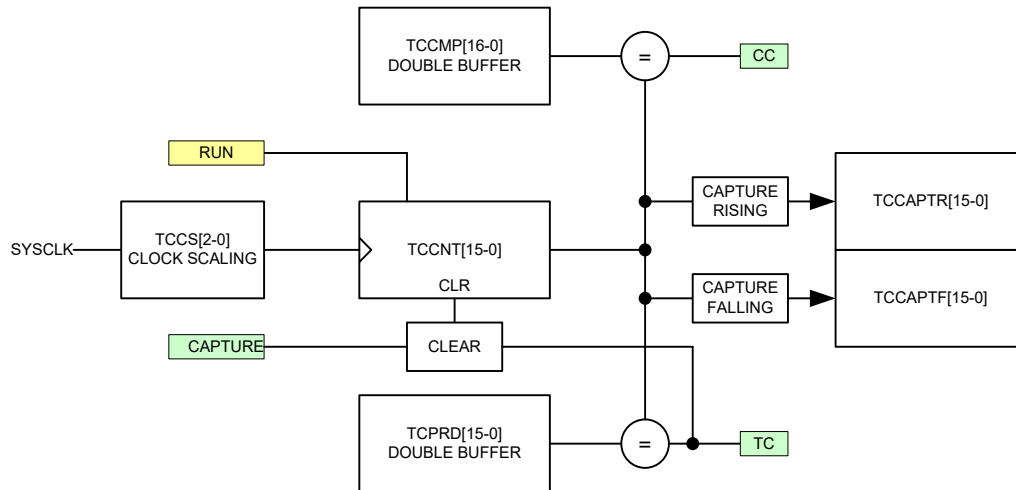 TCCMP[16-0]
DOUBLE BUFFER
=
CC
RUN
SYSCLK
TCCS[2-0]
CLOCK SCALING
TCCNT[15-0]
CLR
CAPTURE
RISING
TCCAPTR[15-0]
CAPTURE
FALLING
TCCAPTF[15-0]
CAPTURE
CLEAR
TCPRD[15-0]
DOUBLE BUFFER
=
TC